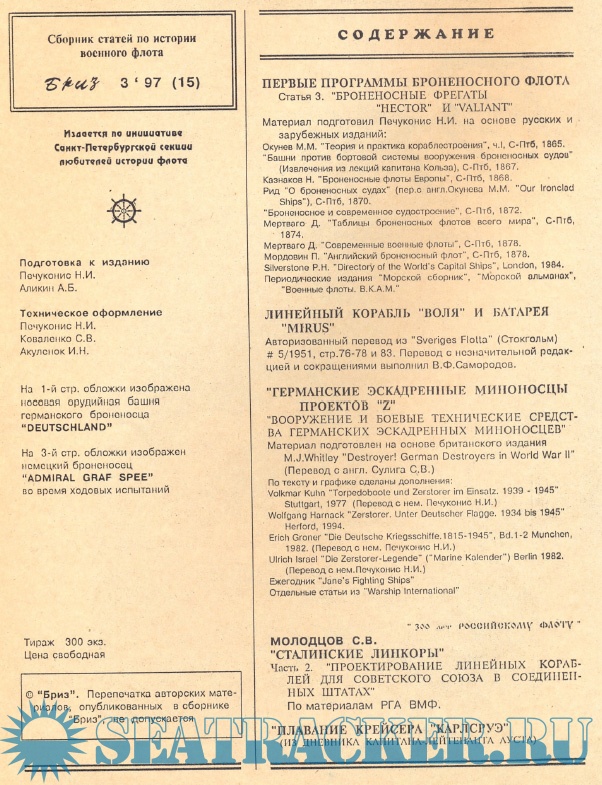 Сборник статей по истории
военного флота
Бриз 3 ' 97 (15)
Издается по инициативе
Санкт-Петербургской секции
любителей истории флота
Подготовка к изданию
Печуконис Н.И.
Аликин А.Б.
Техническое оформление
Печуконис Н.И.
Коваленко С.В.
Акуленок И.Н.
На 1-й стр. обложки изображена
носовая орудийная башня
германского броненосца
"DEUTSCHLAND"
На 3-й стр. обложки изображен
немецкий броненосец
"ADMIRAL GRAF SPEE"
во время ходовых испытаний
Тираж 300 экз.
Цена свободная
© "Бриз". Перепечатка авторских мате-
риалов, опубликованных в сборнике
"Бриз", не допускается
СОДЕРЖАНИЕ
ПЕРВЫЕ ПРОГРАММЫ БРОНЕНОСНОГО ФЛОТА
Статья 3. "БРОНЕНОСНЫЕ ФРЕГАТЫ
"HECTOR" И "VALIANT"
Материал подготовил Печуконис Н.И. на основе русских и
зарубежных изданий:
Окунев М.М. "Теория и практика кораблестроения", ч.I, С-Птб, 1865.
"Башни против бортовой системы вооружения броненосных судов"
(Извлечения из лекций капитана Кольза), С-Птб, 1867.
Казнаков Н. "Броненосные флоты Европы", С-Птб, 1868.
Рид "О броненосных судах" (пер.с англ.Окунева М.М. "Our Ironclad
Ships"), С-Птб, 1870.
"Броненосное и современное судостроение", С-Птб, 1872.
Мертваго Д. "Таблицы броненосных флотов всего мира", С-Птб,
1874.
Мертваго Д. "Современные военные флоты", С-Птб, 1878.
Мордовин П. "Английский броненосный флот", С-Птб, 1878.
Silverstone P.H. "Directory of the World's Capital Ships", London, 1984.
Периодические издания "Морской сборник", "Морской альманах",
"Военные флоты. В.К.А.М."
ЛИНЕЙНЫЙ КОРАБЛЬ "ВОЛЯ" И БАТАРЕЯ
"MIRUS"
Авторизованный перевод из "Sveriges Flotta" (Стокгольм)
# 5/1951, стр.76-78 и 83. Перевод с незначительной редак-
цией и сокращениями выполнил В.Ф.Самородов.
"ГЕРМАНСКИЕ ЭСКАДРЕННЫЕ МИНОНОСЦЫ
ПРОЕКТОВ "Z"
"ВООРУЖЕНИЕ И БОЕВЫЕ ТЕХНИЧЕСКИЕ СРЕДСТ-
ВА ГЕРМАНСКИХ ЭСКАДРЕННЫХ МИНОНОСЦЕВ"
Материал подготовлен на основе британского издания
M.J.Whitley "Destroyer! German Destroyers in World War II"
(Перевод с англ. Сулига С,В.)
По тексту и графике сделаны дополнения:
Volkmar Kuhn "Torpedoboote und Zerstorer im Einsatz. 1939 - 1945"
Stuttgart, 1977 (Перевод с нем. Печуконис Н.И.)
Wolfgang Harnack "Zerstorer. Unter Deutscher Flagge. 1934 bis 1945"
Herford, 1994.
Erich Groner "Die Deutsche Kriegsschiffe.1815-1945", Bd.1-2 Munchen,
1982. (Перевод с нем. Печуконис Н.И.)
Ulrich Israel "Die Zerstorer-Legende" ("Marine Kalender") Berlin 1982.
(Перевод с нем.Печуконис Н.И.)
Ежегодник "Jane's Fighting Ships"
Отдельные статьи из "Warship International"
" 300 лет РОССИЙСКОМУ ФЛОТУ "
МОЛОДЦОВ С.В.
"СТАЛИНСКИЕ ЛИНКОРЫ"
Часть 2. "ПРОЕКТИРОВАНИЕ ЛИНЕЙНЫХ КОРАБ-
ЛЕЙ ДЛЯ СОВЕТСКОГО СОЮЗА В СОЕДИНЕН-
НЫХ ШТАТАХ"
По материалам РГА ВМФ.
"ПЛАВАНИЕ КРЕЙСЕРА "КАРЛСРУЭ"
(ИЗ ДНЕВНИКА КАПИТАНА-ЛЕЙТЕНАНТА АУСТА)
SEATRACKER.RU